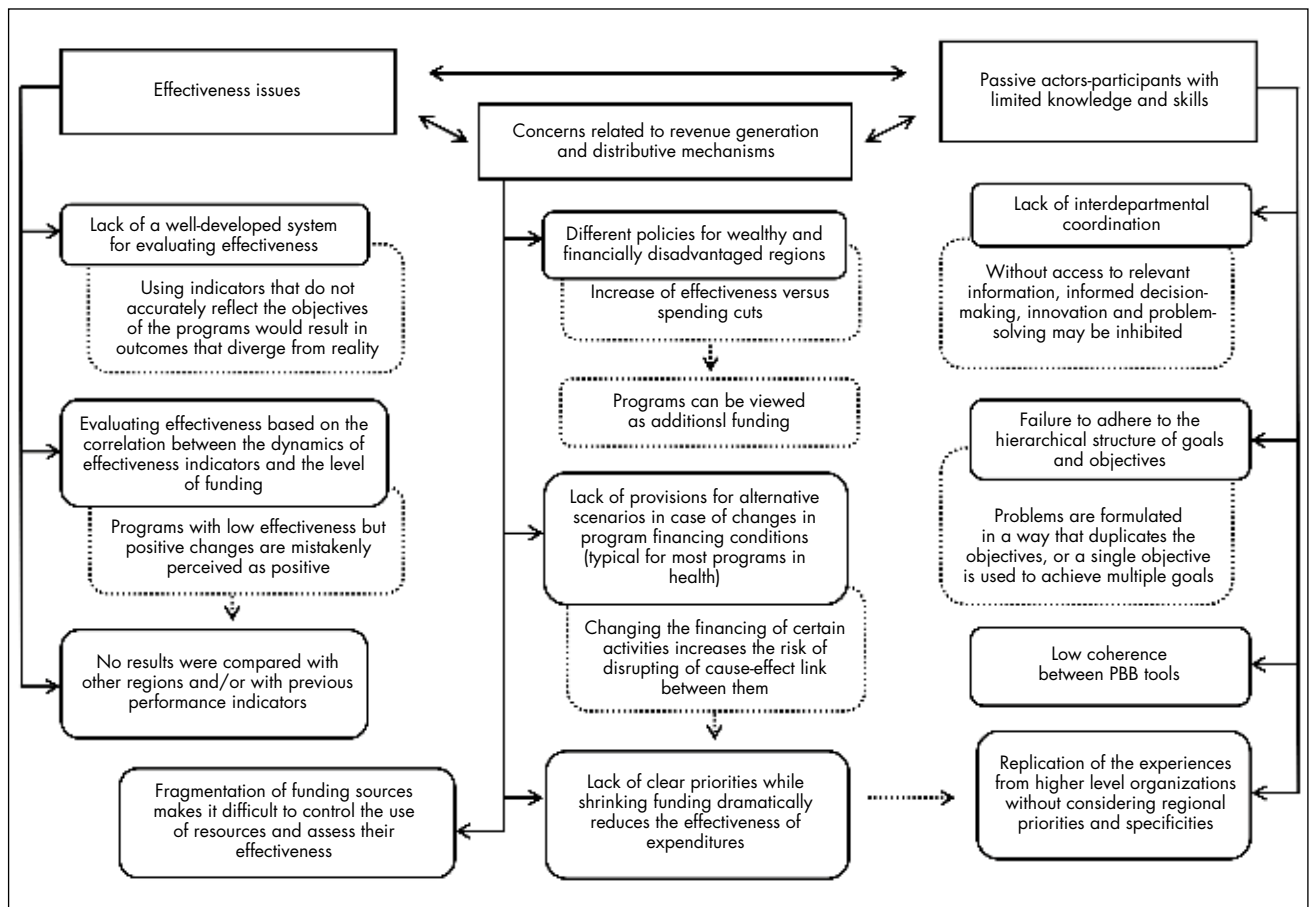 Effectiveness issues
Passive actors-participants with
limited knowledge and skills
Concerns related to revenue generation
and distributive mechanisms
Lack of a well-developed system
for evaluating effectiveness
Using indicators that do not
accurately reflect the objectives
of the programs would result in
outcomes that diverge from reality
Evaluating effectiveness based on the
correlation between the dynamics of
effectiveness indicators and the level
of funding
Programs with low effectiveness but
positive changes are mistakenly
perceived as positive
No results were compared with
other regions and/or with previous
performance indicators
Fragmentation of funding sources
makes it difficult to control the use
of resources and assess their
effectiveness
Different policies for wealthy and
financially disadvantaged regions
Increase of effectiveness versus
spending cuts
Programs can be viewed
as additionsl funding
Lack of provisions for alternative
scenarios in case of changes in
program financing conditions
(typical for most programs in
health)
Changing the financing of certain
activities increases the risk of
disrupting of cause-effect link
between them
Lack of clear priorities while
shrinking funding dramatically
reduces the effectiveness of
expenditures
Lack of interdepartmental
coordination
Without access to relevant
information, informed decision-
making, innovation and problem-
solving may be inhibited
Failure to adhere to the
hierarchical structure of goals
and objectives
Problems are formulated
in a way that duplicates the
objectives, or a single objective
is used to achieve multiple goals
Low coherence
between PBB tools
Replication of the experiences
from higher level organizations
without considering regional
priorities and specificities